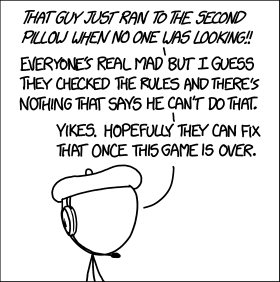 THAT GUY JUST RAN TO THE SECOND
PILLOW WHEN NO ONE WAS LOOKING!!
EVERYONE'S REAL MAD BUT I GUESS
THEY CHECKED THE RULES AND THERE'S
NOTHING THAT SAYS HE CAN'T DO THAT.
YIKES. HOPEFULLY THEY CAN FIX
THAT ONCE THIS GAME IS OVER.